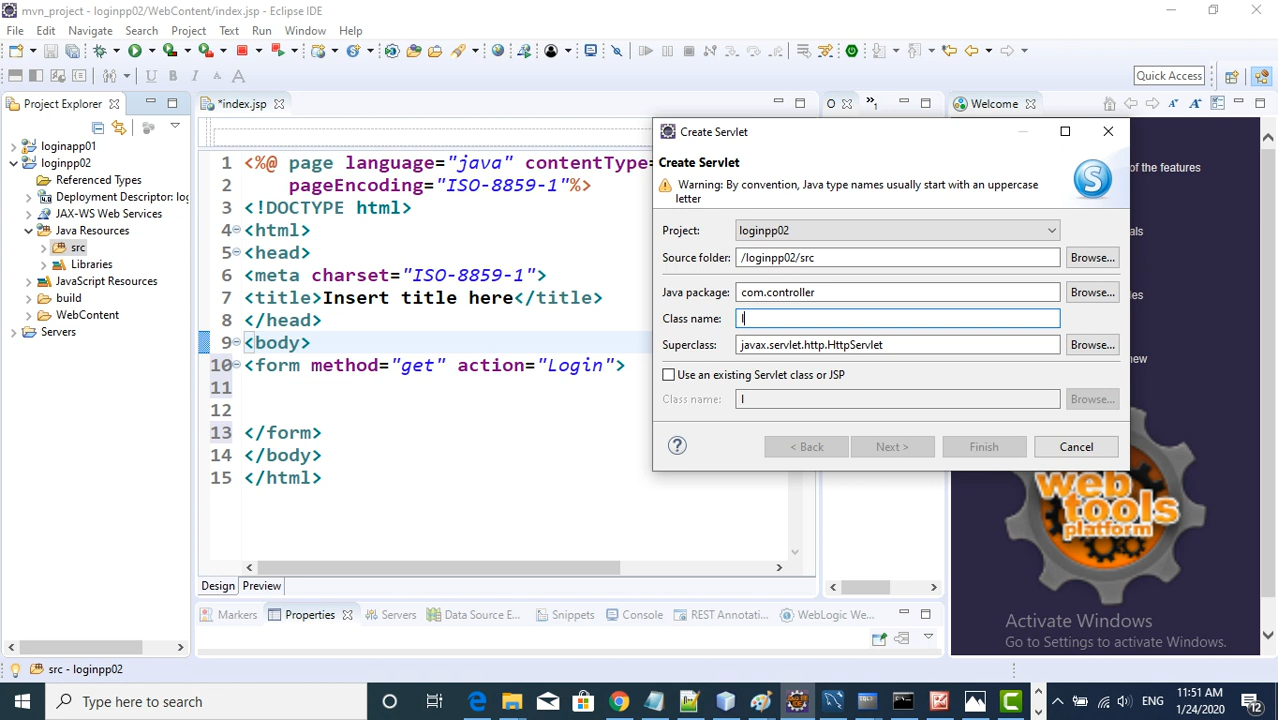 mvn_project - loginpp02/WebContent/index.jsp - Eclipse IDE
File Edit Navigate Search Project Text Run Window Help
Quick Access
Project Explorer
*index.jsp
O
»1
Welcome
loginapp01
loginpp02
Referenced Types
Deployment Descriptor: log
JAX-WS Web Services
Java Resources
src
Libraries
JavaScript Resources
build
WebContent
Servers
1 <%@ page language="java" contentType=
2 pageEncoding="ISO-8859-1"%>
3 <!DOCTYPE html>
4 <html>
5 <head>
6 <meta charset="ISO-8859-1">
7 <title>Insert title here</title>
8 </head>
9 <body>
10 <form method="get" action="Login">
11
12
13 </form>
14 </body>
15 </html>
Design Preview
Create Servlet
Create Servlet
Warning: By convention, Java type names usually start with an uppercase
letter
S
Project: loginpp02
Source folder: /loginpp02/src Browse...
Java package: com.controller Browse...
Class name: l
Superclass: javax.servlet.http.HttpServlet Browse...
Use an existing Servlet class or JSP
Class name: l Browse...
? < Back Next > Finish Cancel
of the features
als
les
new
web
tools
platform
Markers Properties Servers Data Source E... Snippets Console REST Annotati... WebLogic We...
Activate Windows
Go to Settings to activate Windows.
src - loginpp02
Type here to search
ENG
11:51 AM
1/24/2020
12